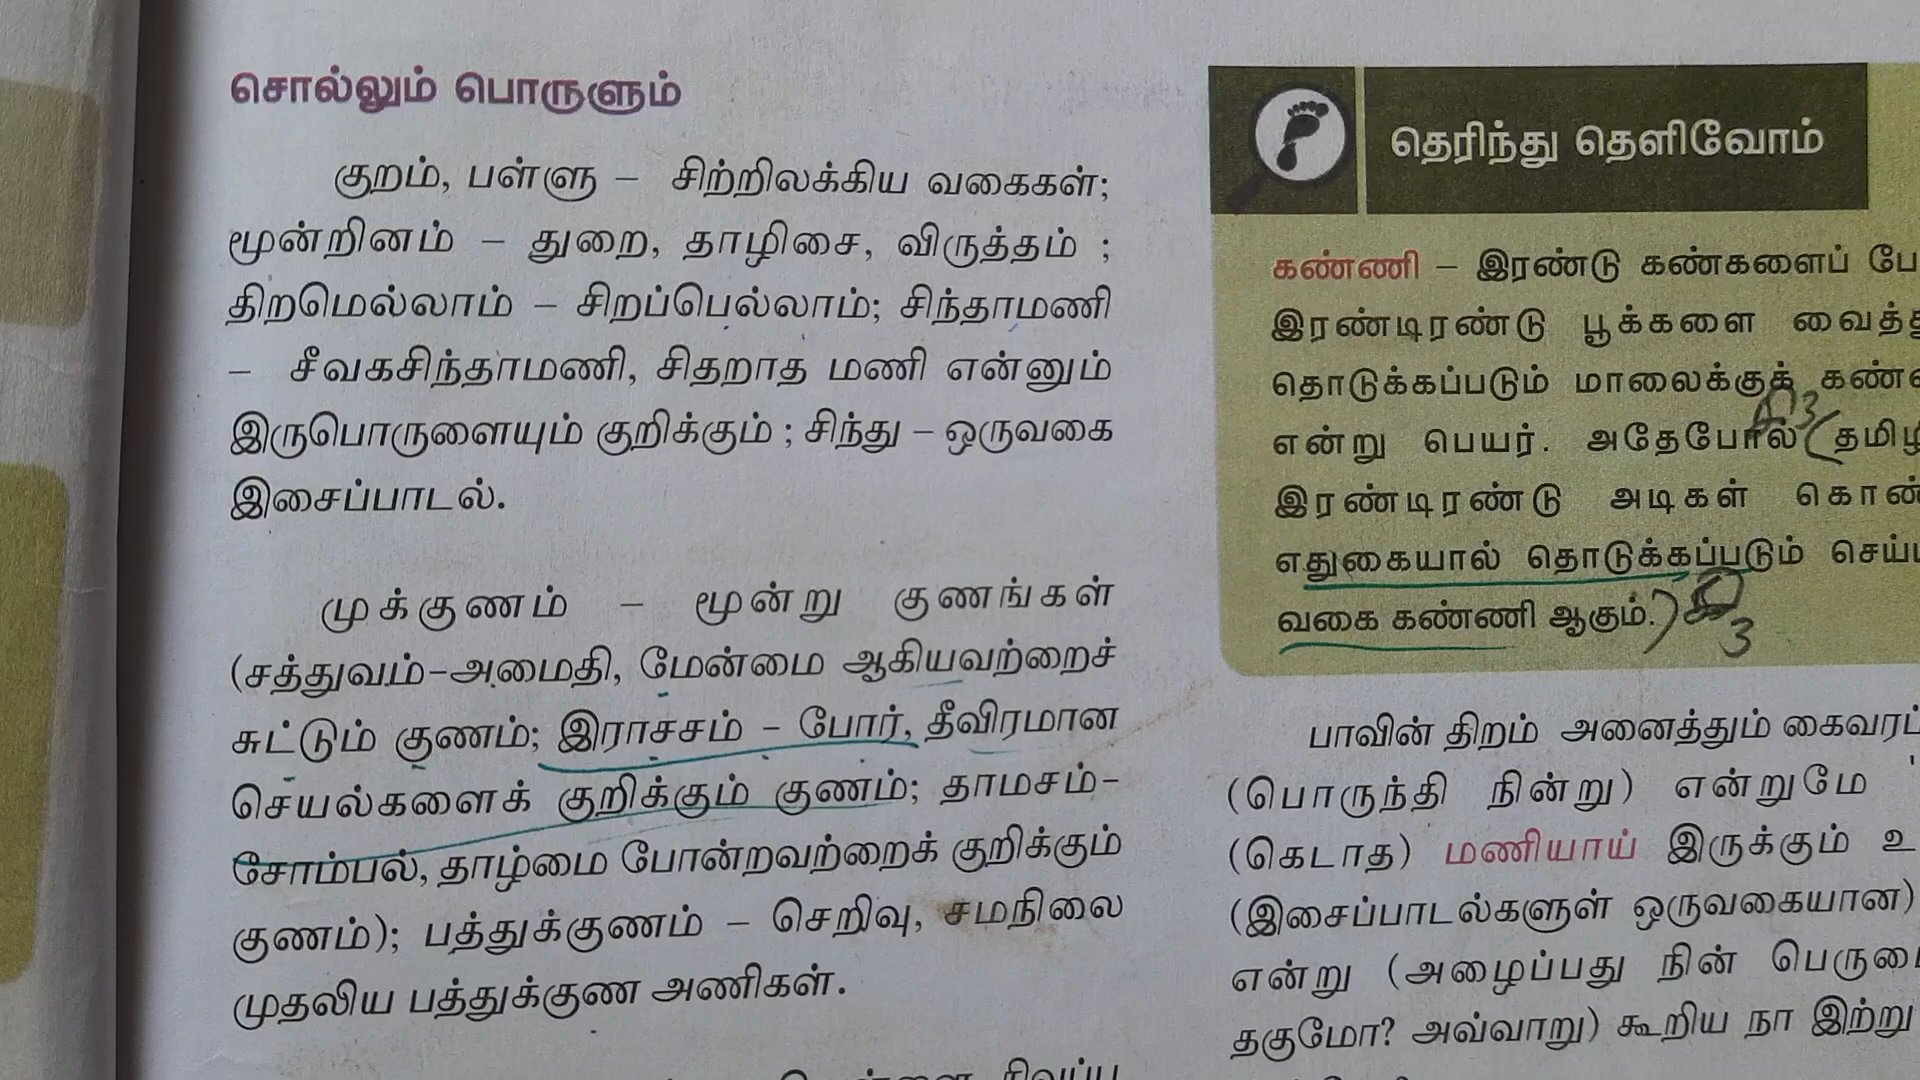 சொல்லும் பொருளும்
குறம், பள்ளு – சிற்றிலக்கிய வகைகள்;
மூன்றினம் – துறை, தாழிசை, விருத்தம் ;
திறமெல்லாம் – சிறப்பெல்லாம்; சிந்தாமணி
– சீவகசிந்தாமணி, சிதறாத மணி என்னும்
இருபொருளையும் குறிக்கும் ; சிந்து – ஒருவகை
இசைப்பாடல்.
முக்குணம் – மூன்று குணங்கள்
(சத்துவம்-அமைதி, மேன்மை ஆகியவற்றைச்
சுட்டும் குணம்; இராசசம் – போர், தீவிரமான
செயல்களைக் குறிக்கும் குணம்; தாமசம்-
சோம்பல், தாழ்மை போன்றவற்றைக் குறிக்கும்
குணம்); பத்துக்குணம் – செறிவு, சமநிலை
முதலிய பத்துக்குண அணிகள்.
தெரிந்து தெளிவோம்
கண்ணி – இரண்டு கண்களைப்
இரண்டிரண்டு பூக்களை
தொடுக்கப்படும் மாலைக்குக்
என்று பெயர். அதேபோல்
இரண்டிரண்டு அடிகள்
எதுகையால் தொடுக்கப்படும்
வகை கண்ணி ஆகும். 3
பாவின் திறம் அனைத்தும்
(பொருந்தி நின்று) என்றுமே
(கெடாத) மணியாய் இருக்கும்
(இசைப்பாடல்களுள் ஒருவகையான)
என்று (அழைப்பது நின்
தகுமோ? அவ்வாறு) கூறிய நா இற்று